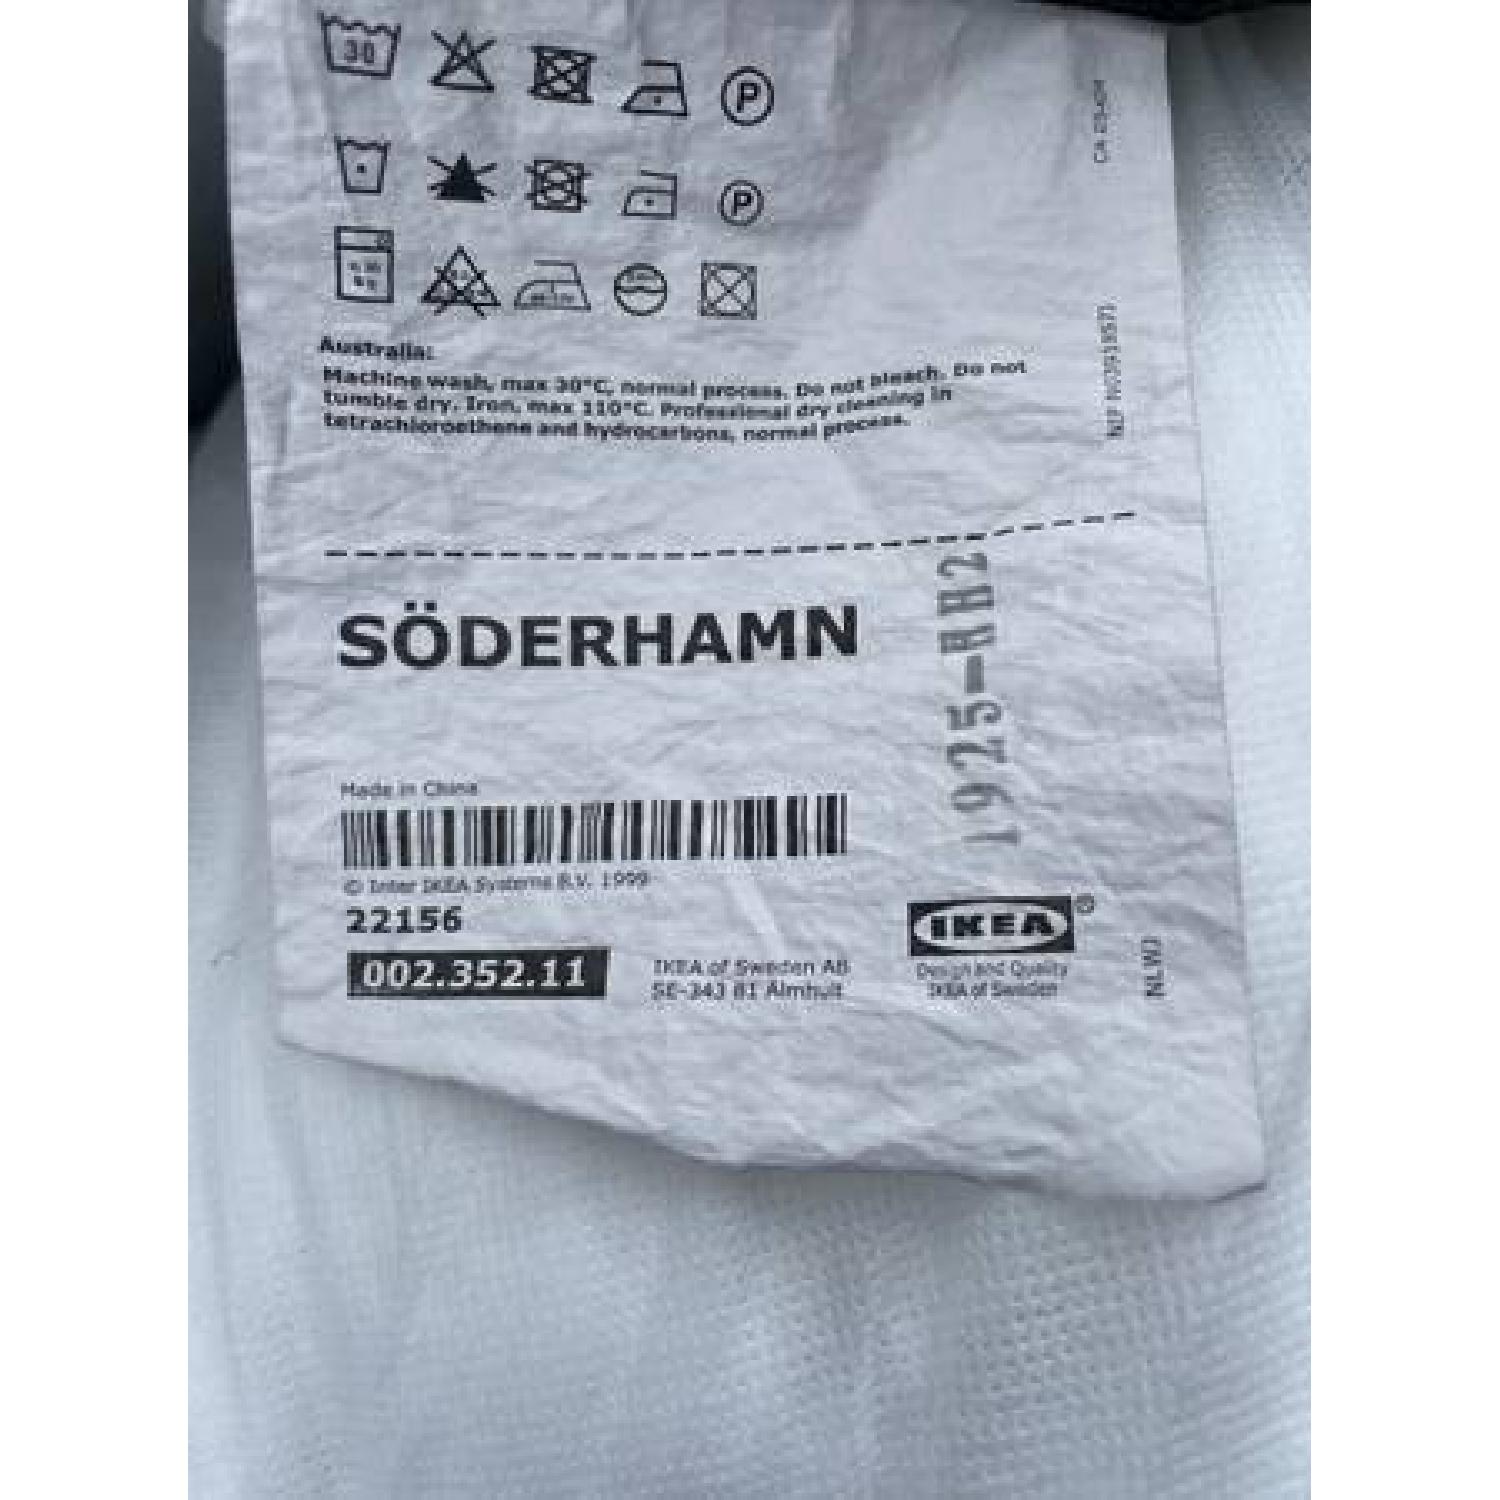 30
P
P
Australia:
Machine wash, max 30°C, normal process. Do not bleach. Do not
tumble dry. Iron, max 110°C. Professional dry cleaning in
tetrachloroethene and hydrocarbons, normal process.
SÖDERHAMN
1925-HH2
Made in China
© Inter IKEA Systems B.V. 1999
22156
002.352.11
IKEA of Sweden AB
SE-343 81 Älmhult
IKEA®
Design and Quality
IKEA of Sweden